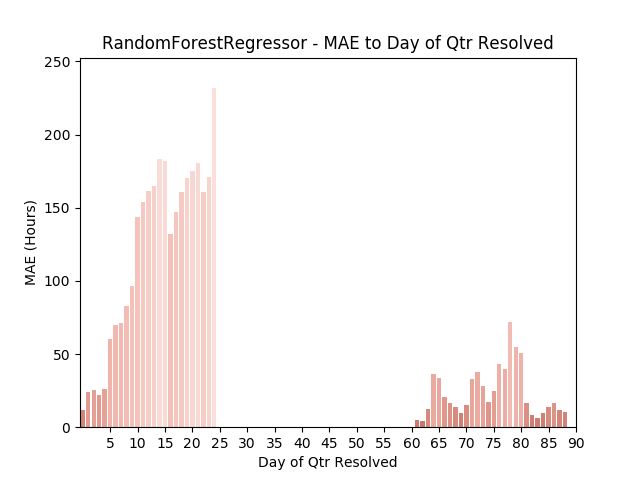 RandomForestRegressor - MAE to Day of Qtr Resolved
250
200
150
100
50
0
MAE (Hours)
5 10 15 20 25 30 35 40 45 50 55 60 65 70 75 80 85 90
Day of Qtr Resolved